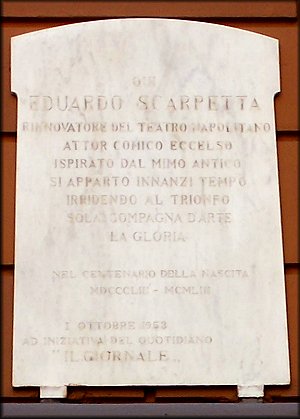 QUI
EDUARDO SCARPETTA
RINNOVATORE DEL TEATRO NAPOLITANO
ATTOR COMICO ECCELSO
ISPIRATO DAL MIMO ANTICO
SI APPARTO INNANZI TEMPO
IRRIDENDO AL TRIONFO
SOLA COMPAGNA D'ARTE
LA GLORIA
NEL CENTENARIO DELLA NASCITA
MDCCCLIII - MCMLIII
1 OTTOBRE 1953
AD INIZIATIVA DEL QUOTIDIANO
"IL GIORNALE„